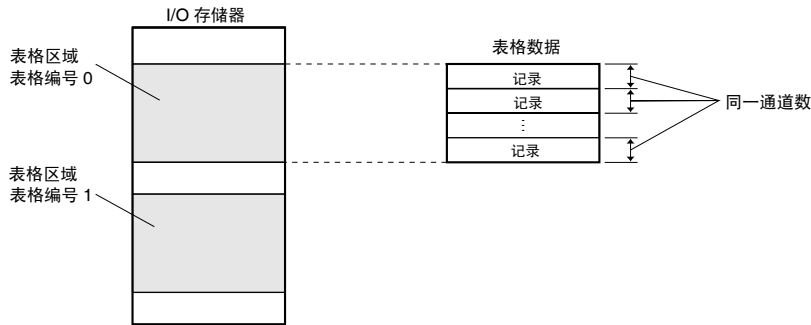 I/O 存储器
表格区域
表格编号 0
表格区域
表格编号 1
表格数据
记录
记录
⋮
记录
同一通道数